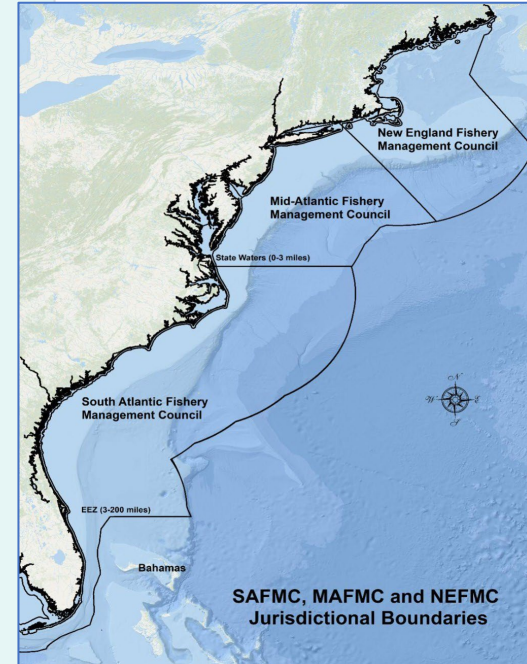 New England Fishery
Management Council
Mid-Atlantic Fishery
Management Council
State Waters (0-3 miles)
N
W E
S
South Atlantic Fishery
Management Council
EEZ (3-200 miles)
Bahamas
SAFMC, MAFMC and NEFMC
Jurisdictional Boundaries